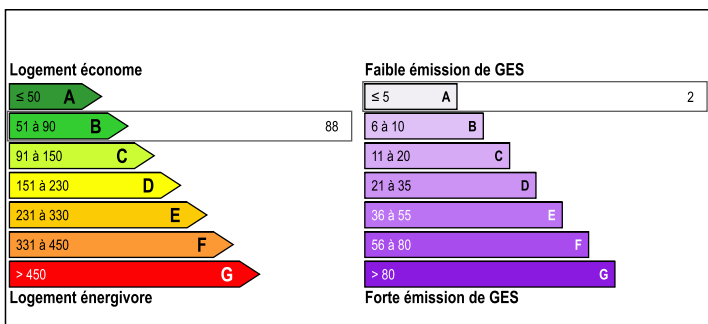 Logement économe
≤ 50 A
51 à 90 B 88
91 à 150 C
151 à 230 D
231 à 330 E
331 à 450 F
> 450 G
Logement énergivore
Faible émission de GES
≤ 5 A 2
6 à 10 B
11 à 20 C
21 à 35 D
36 à 55 E
56 à 80 F
> 80 G
Forte émission de GES